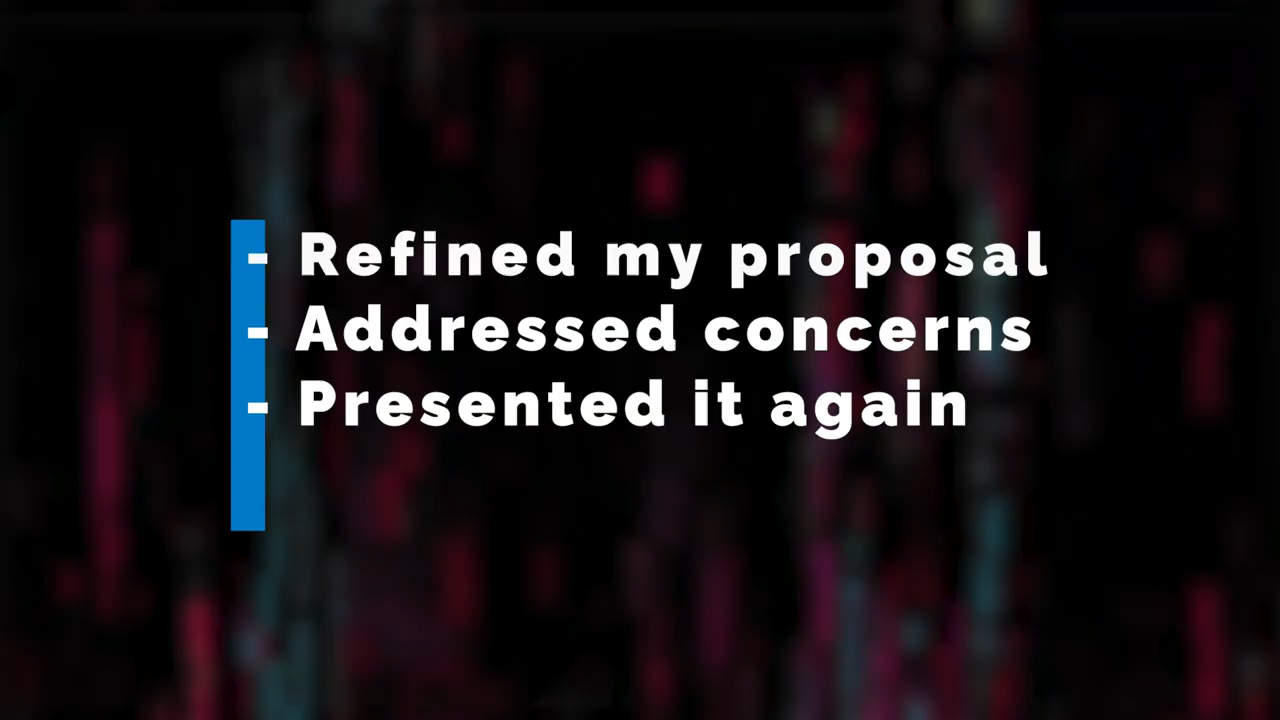 - Refined my proposal
- Addressed concerns
- Presented it again